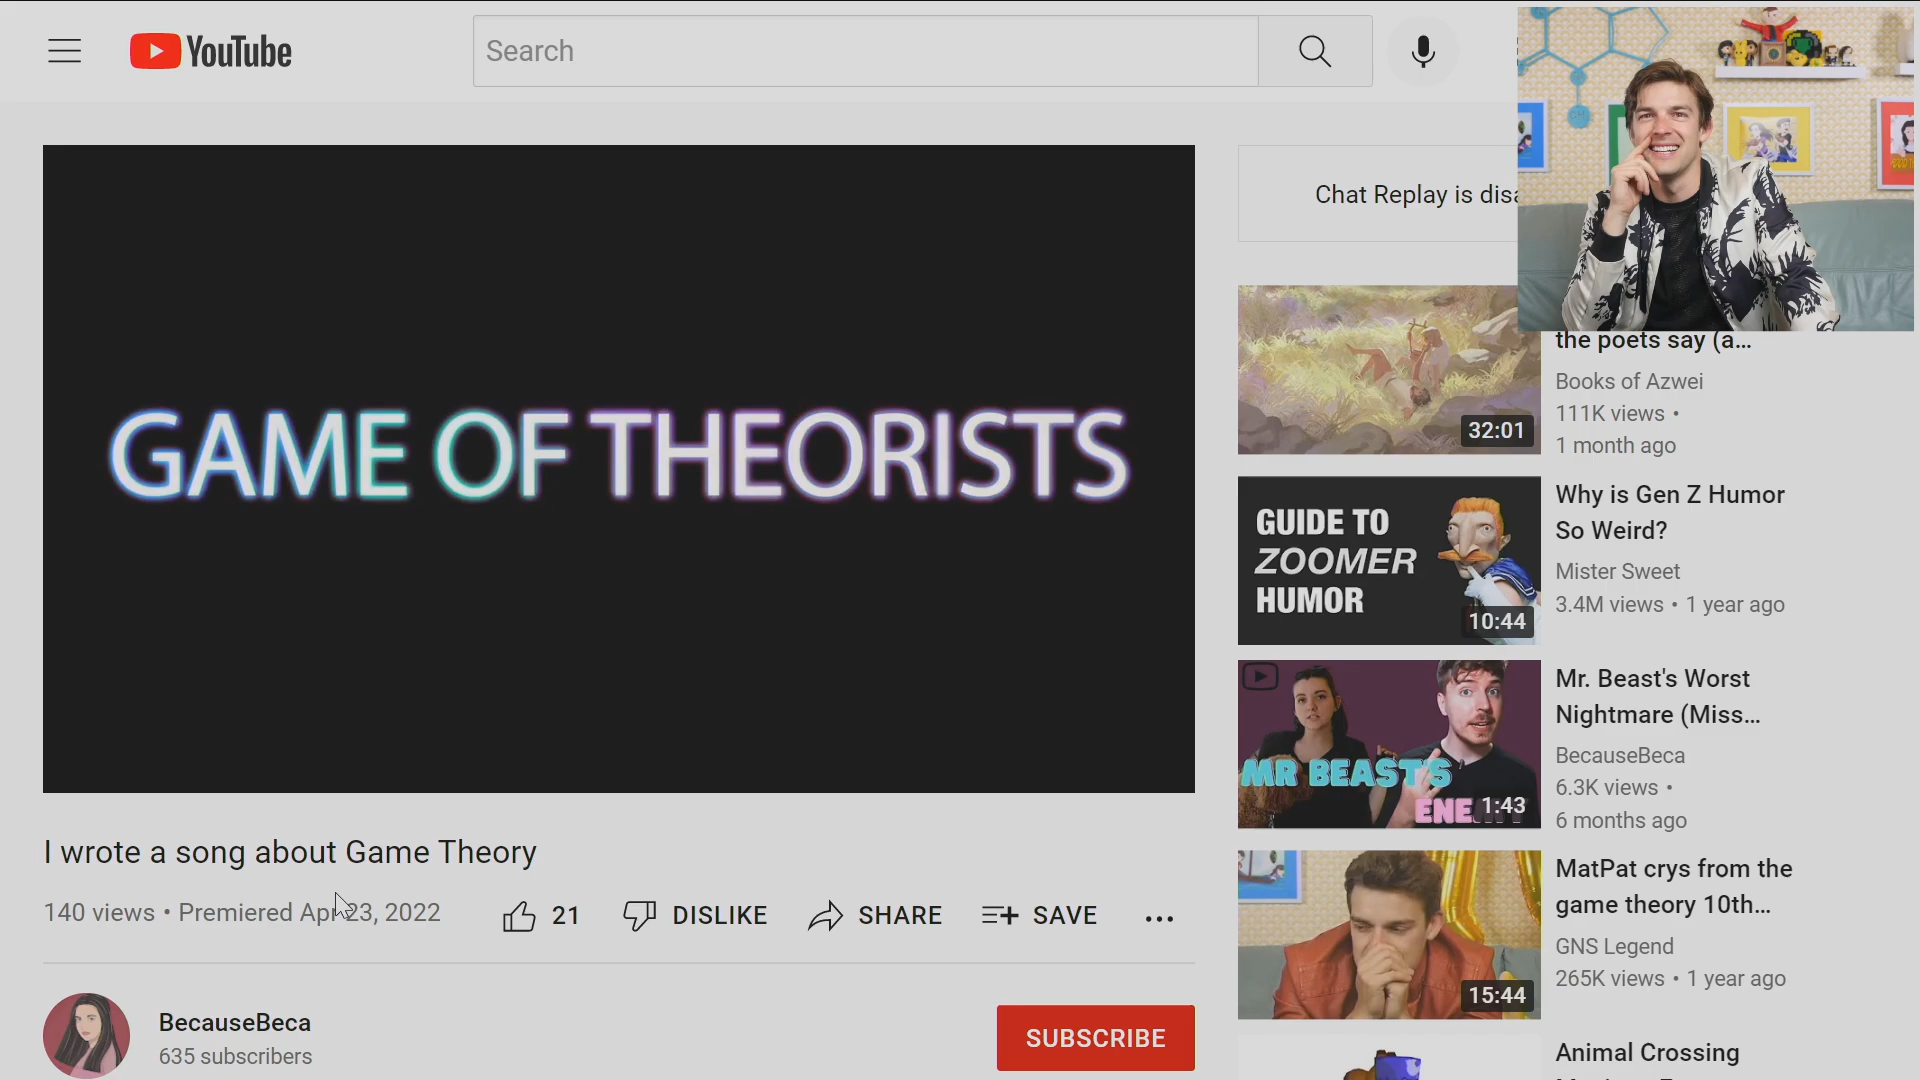 YouTube
Search
Chat Replay is disa
GAME OF THEORISTS
I wrote a song about Game Theory
140 views • Premiered Apr 23, 2022
21
DISLIKE
SHARE
SAVE
BecauseBeca
635 subscribers
SUBSCRIBE
32:01
the poets say (a...
Books of Azwei
111K views •
1 month ago
GUIDE TO
ZOOMER
HUMOR
10:44
Why is Gen Z Humor
So Weird?
Mister Sweet
3.4M views • 1 year ago
MR BEAST'S
1:43
Mr. Beast's Worst
Nightmare (Miss...
BecauseBeca
6.3K views •
6 months ago
15:44
MatPat crys from the
game theory 10th...
GNS Legend
265K views • 1 year ago
Animal Crossing